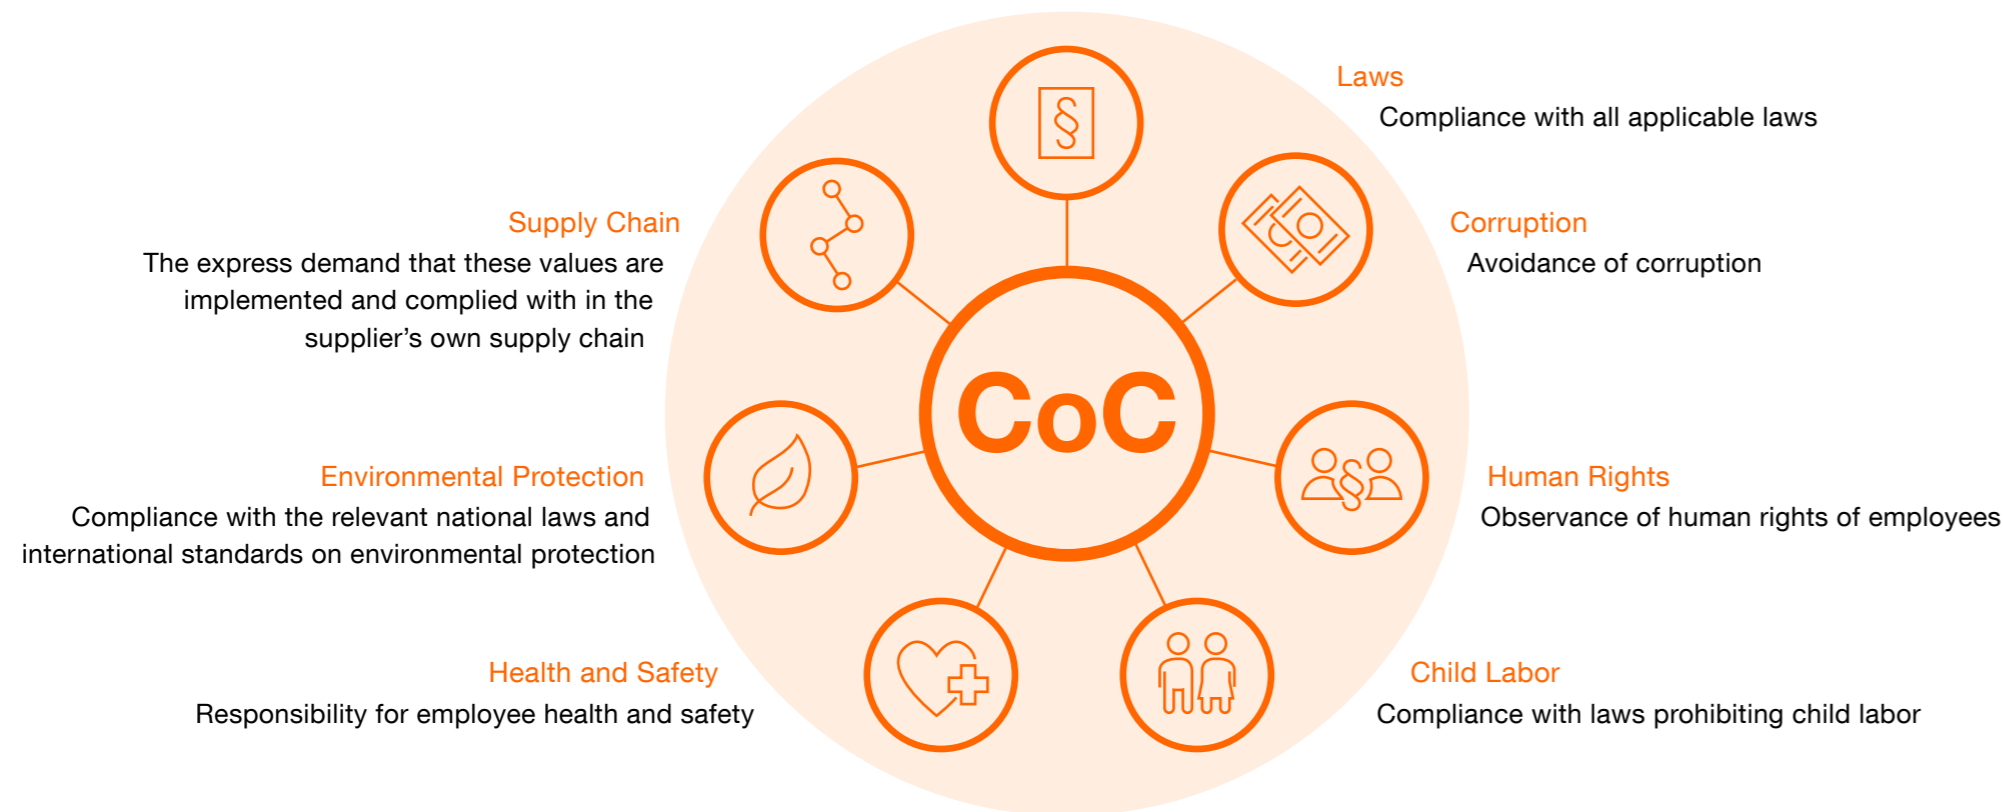 Laws
Compliance with all applicable laws
Corruption
Avoidance of corruption
Human Rights
Observance of human rights of employees
Child Labor
Compliance with laws prohibiting child labor
Health and Safety
Responsibility for employee health and safety
Environmental Protection
Compliance with the relevant national laws and
international standards on environmental protection
Supply Chain
The express demand that these values are
implemented and complied with in the
supplier’s own supply chain
CoC
§
§